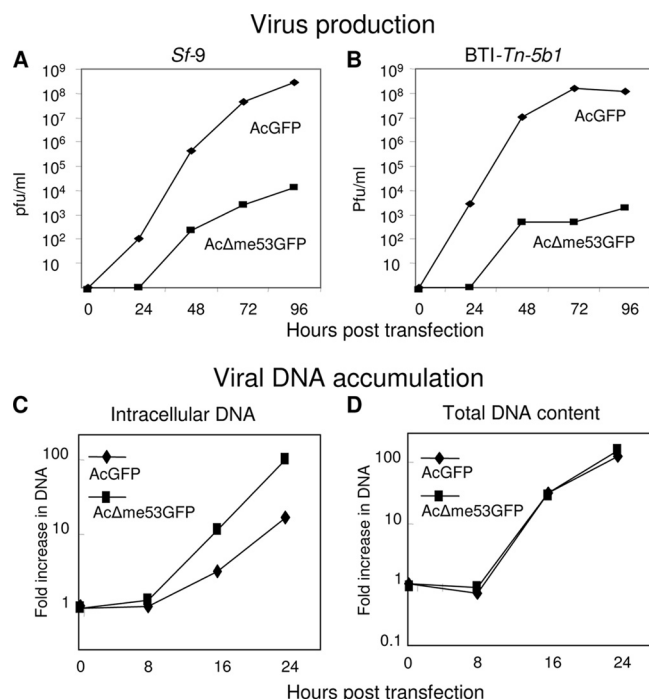 Virus production
A
Sf-9
B
BTI-Tn-5b1
pfu/ml
10⁹
10⁸
10⁷
10⁶
10⁵
10⁴
10³
10²
10
AcGFP
AcΔme53GFP
0 24 48 72 96
Pfu/ml
10⁹
10⁸
10⁷
10⁶
10⁵
10⁴
10³
10²
10
AcGFP
AcΔme53GFP
0 24 48 72 96
Hours post transfection
Viral DNA accumulation
C
Intracellular DNA
D
Total DNA content
Fold increase in DNA
100
10
1
AcGFP
AcΔme53GFP
0 8 16 24
Fold increase in DNA
100
10
1
0.1
AcGFP
AcΔme53GFP
0 8 16 24
Hours post transfection